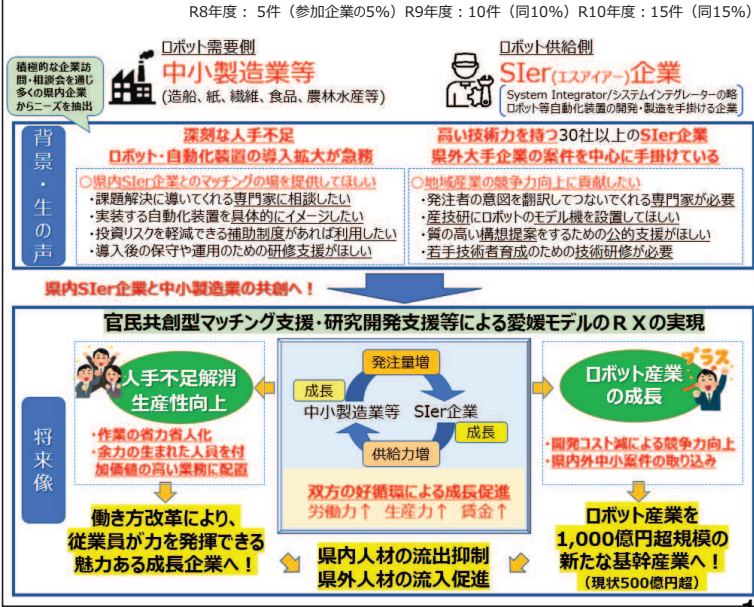 R8年度： 5件（参加企業の5%）R9年度：10件（同10%）R10年度：15件（同15%）
積極的な企業訪
問・相談会を通じ
多くの県内企業
からニーズを抽出
ロボット需要側
中小製造業等
(造船、紙、繊維、食品、農林水産等)
ロボット供給側
SIer(エスアイアー)企業
System Integrator/システムインテグレーターの略
ロボット等自動化装置の開発・製造を手掛ける企業
背景・生の声
深刻な人手不足
ロボット・自動化装置の導入拡大が急務
○県内SIer企業とのマッチングの場を提供してほしい
・課題解決に導いてくれる専門家に相談したい
・実装する自動化装置を具体的にイメージしたい
・投資リスクを軽減できる補助制度があれば利用したい
・導入後の保守や運用のための研修支援がほしい
高い技術力を持つ30社以上のSIer企業
県外大手企業の案件を中心に手掛けている
○地域産業の競争力向上に貢献したい
・発注者の意図を翻訳してつないでくれる専門家が必要
・産技研にロボットのモデル機を設置してほしい
・質の高い構想提案をするための公的支援がほしい
・若手技術者育成のための技術研修が必要
県内SIer企業と中小製造業の共創へ！
官民共創型マッチング支援・研究開発支援等による愛媛モデルのＲＸの実現
将来像
人手不足解消
生産性向上
・作業の省力省人化
・余力の生まれた人員を付
加価値の高い業務に配置
働き方改革により、
従業員が力を発揮できる
魅力ある成長企業へ！
発注量増
成長
中小製造業等 SIer企業
成長
供給力増
双方の好循環による成長促進
労働力↑ 生産力↑ 賃金↑
県内人材の流出抑制
県外人材の流入促進
プラス
ロボット産業
の成長
・開発コスト減による競争力向上
・県内外中小案件の取り込み
ロボット産業を
1,000億円超規模の
新たな基幹産業へ！
（現状500億円超）